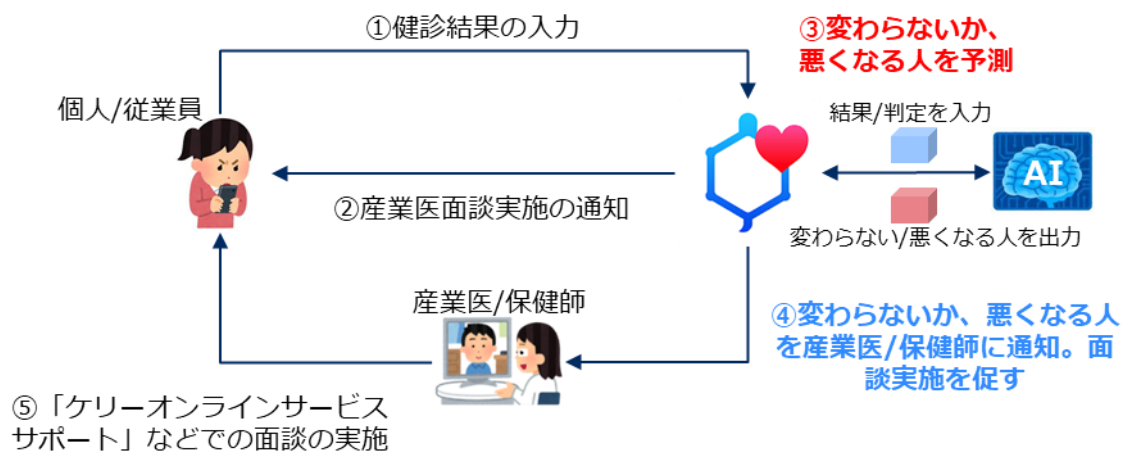 ①健診結果の入力
③変わらないか、
悪くなる人を予測
個人/従業員
結果/判定を入力
AI
②産業医面談実施の通知
変わらない/悪くなる人を出力
産業医/保健師
④変わらないか、悪くなる人
を産業医/保健師に通知。面
談実施を促す
⑤「ケリーオンラインサービス
サポート」などでの面談の実施